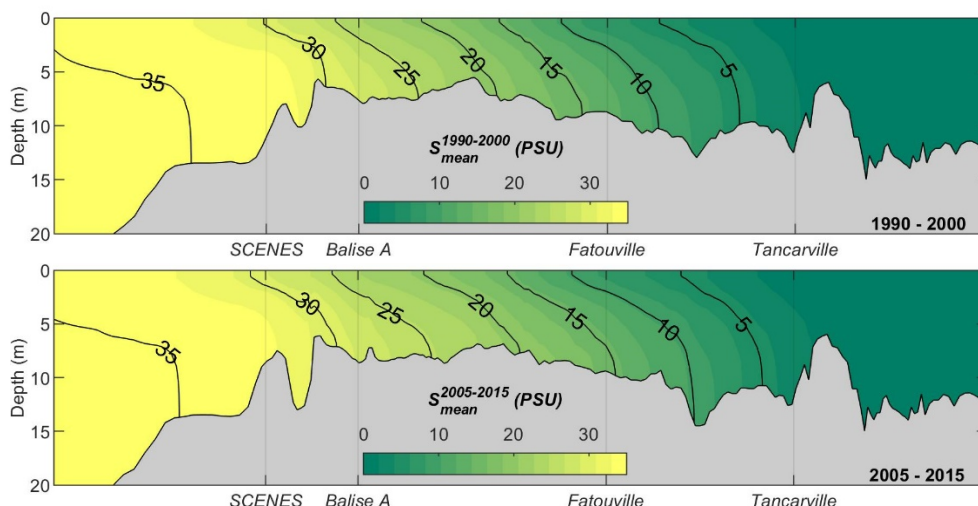 0
5
10
15
20
Depth (m)
35
30
25
20
15
10
5
S mean 1990-2000 (PSU)
0 10 20 30
1990 - 2000
SCENES Balise A Fatouville Tancarville
0
5
10
15
20
Depth (m)
35
30
25
20
15
10
5
S mean 2005-2015 (PSU)
0 10 20 30
2005 - 2015
SCENES Balise A Fatouville Tancarville